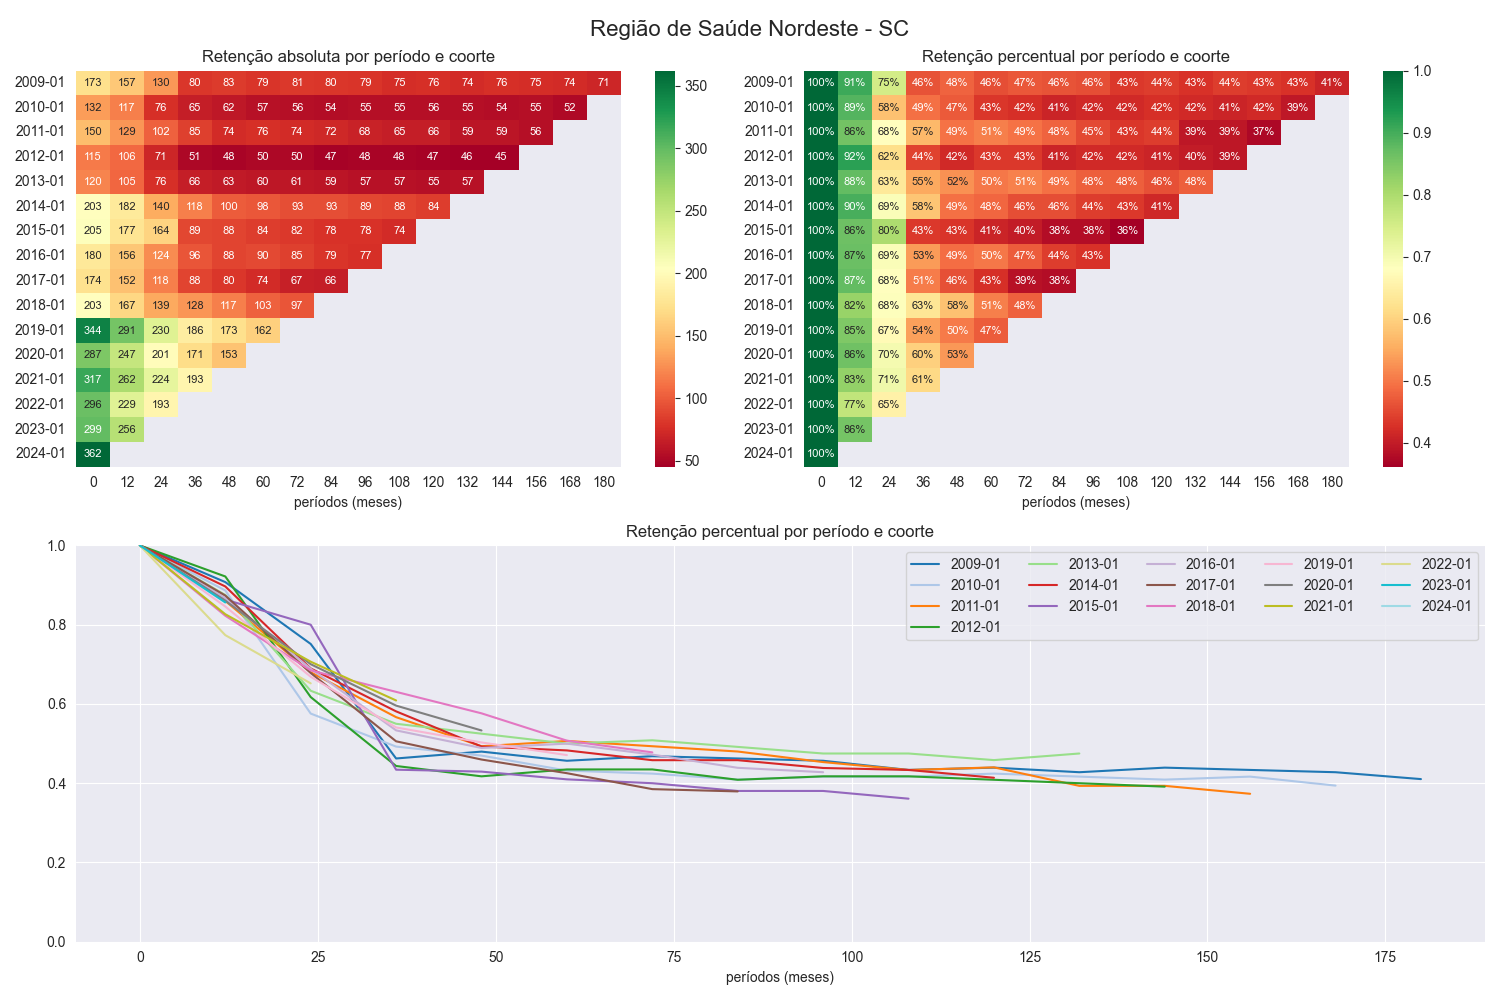 Região de Saúde Nordeste - SC
Retenção absoluta por período e coorte
2009-01 173 157 130 80 83 79 81 80 79 75 76 74 76 75 74 71
2010-01 132 117 76 65 62 57 56 54 55 55 56 55 54 55 52
2011-01 150 129 102 85 74 76 74 72 68 65 66 59 59 56
2012-01 115 106 71 51 48 50 50 47 48 48 47 46 45
2013-01 120 105 76 66 63 60 61 59 57 57 55 57
2014-01 203 182 140 118 100 98 93 93 89 88 84
2015-01 205 177 164 89 88 84 82 78 78 74
2016-01 180 156 124 96 88 90 85 79 77
2017-01 174 152 118 88 80 74 67 66
2018-01 203 167 139 128 117 103 97
2019-01 344 291 230 186 173 162
2020-01 287 247 201 171 153
2021-01 317 262 224 193
2022-01 296 229 193
2023-01 299 256
2024-01 362
0 12 24 36 48 60 72 84 96 108 120 132 144 156 168 180
períodos (meses)
350
300
250
200
150
100
50
Retenção percentual por período e coorte
2009-01 100% 91% 75% 46% 48% 46% 47% 46% 46% 43% 44% 43% 44% 43% 43% 41%
2010-01 100% 89% 58% 49% 47% 43% 42% 41% 42% 42% 42% 42% 41% 42% 39%
2011-01 100% 86% 68% 57% 49% 51% 49% 48% 45% 43% 44% 39% 39% 37%
2012-01 100% 92% 62% 44% 42% 43% 43% 41% 42% 42% 41% 40% 39%
2013-01 100% 88% 63% 55% 52% 50% 51% 49% 48% 48% 46% 48%
2014-01 100% 90% 69% 58% 49% 48% 46% 46% 44% 43% 41%
2015-01 100% 86% 80% 43% 43% 41% 40% 38% 38% 36%
2016-01 100% 87% 69% 53% 49% 50% 47% 44% 43%
2017-01 100% 87% 68% 51% 46% 43% 39% 38%
2018-01 100% 82% 68% 63% 58% 51% 48%
2019-01 100% 85% 67% 54% 50% 47%
2020-01 100% 86% 70% 60% 53%
2021-01 100% 83% 71% 61%
2022-01 100% 77% 65%
2023-01 100% 86%
2024-01 100%
0 12 24 36 48 60 72 84 96 108 120 132 144 156 168 180
períodos (meses)
1.0
0.9
0.8
0.7
0.6
0.5
0.4
Retenção percentual por período e coorte
1.0
0.8
0.6
0.4
0.2
0.0
2009-01 2013-01 2016-01 2019-01 2022-01
2010-01 2014-01 2017-01 2020-01 2023-01
2011-01 2015-01 2018-01 2021-01 2024-01
2012-01
0 25 50 75 100 125 150 175
períodos (meses)